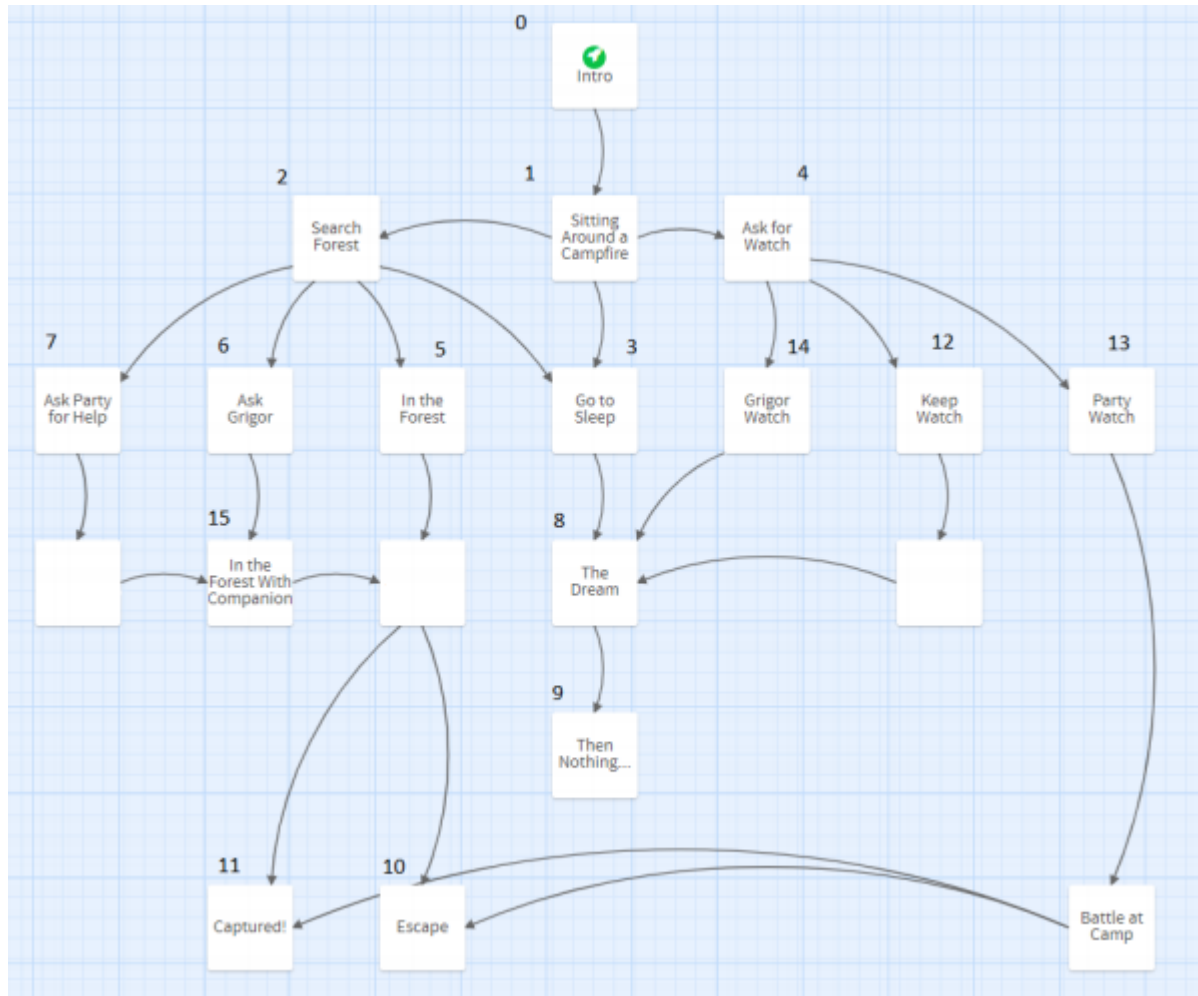 0
Intro
2
1
4
Search
Forest
Sitting
Around a
Campfire
Ask for
Watch
7
6
5
3
14
12
13
Ask Party
for Help
Ask
Grigor
In the
Forest
Go to
Sleep
Grigor
Watch
Keep
Watch
Party
Watch
15
8
In the
Forest With
Companion
The
Dream
9
Then
Nothing...
11
10
Captured!
Escape
Battle at
Camp